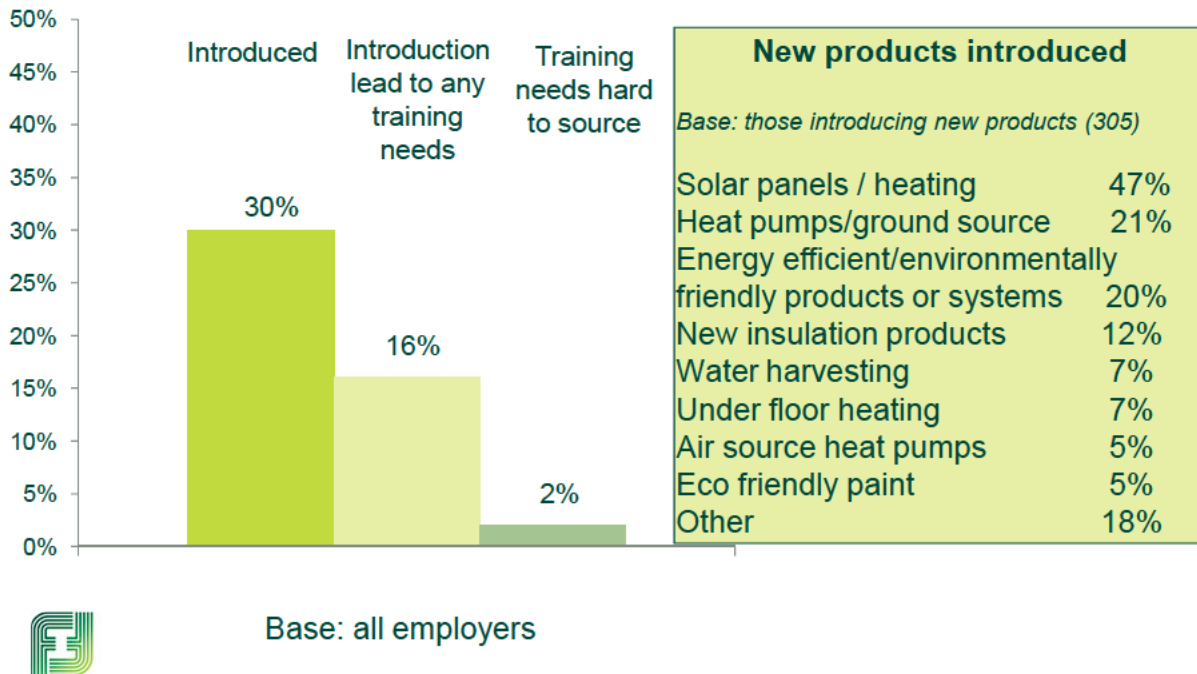 50%
45%
40%
35%
30%
25%
20%
15%
10%
5%
0%
Introduced
Introduction
lead to any
training
needs
Training
needs hard
to source
30%
16%
2%
New products introduced
Base: those introducing new products (305)
Solar panels / heating 47%
Heat pumps/ground source 21%
Energy efficient/environmentally
friendly products or systems 20%
New insulation products 12%
Water harvesting 7%
Under floor heating 7%
Air source heat pumps 5%
Eco friendly paint 5%
Other 18%
Base: all employers